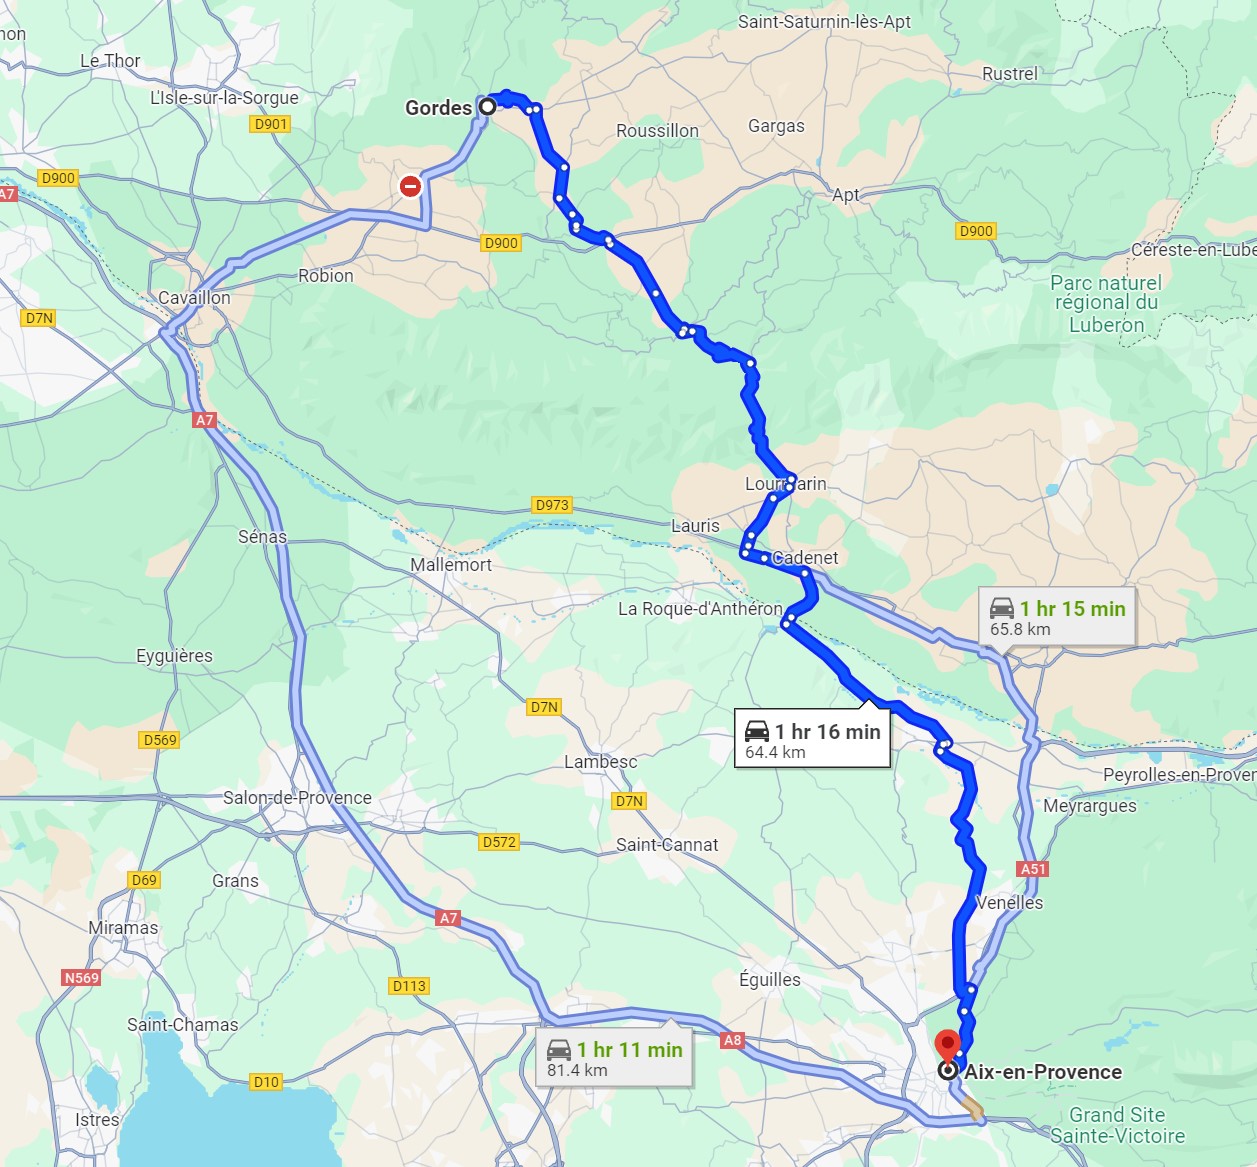 Saint-Saturnin-lès-Apt
non
Le Thor
Rustrel
L'Isle-sur-la-Sorgue
Gordes
D901
Roussillon
Gargas
D900
A7
Apt
D900
D900
Céreste-en-Lube
Robion
Cavaillon
Parc naturel
régional du
Luberon
D7N
A7
Lourmarin
D973
Lauris
Sénas
Mallemort
Cadenet
La Roque-d'Anthéron
1 hr 15 min
65.8 km
Eyguières
D7N
1 hr 16 min
64.4 km
D569
Lambesc
Peyrolles-en-Proven
Salon-de-Provence
D7N
Meyrargues
D572
Saint-Cannat
A51
D69
Grans
Venelles
A7
Miramas
N569
D113
Éguilles
Saint-Chamas
A8
1 hr 11 min
81.4 km
Aix-en-Provence
D10
Istres
Grand Site
Sainte-Victoire